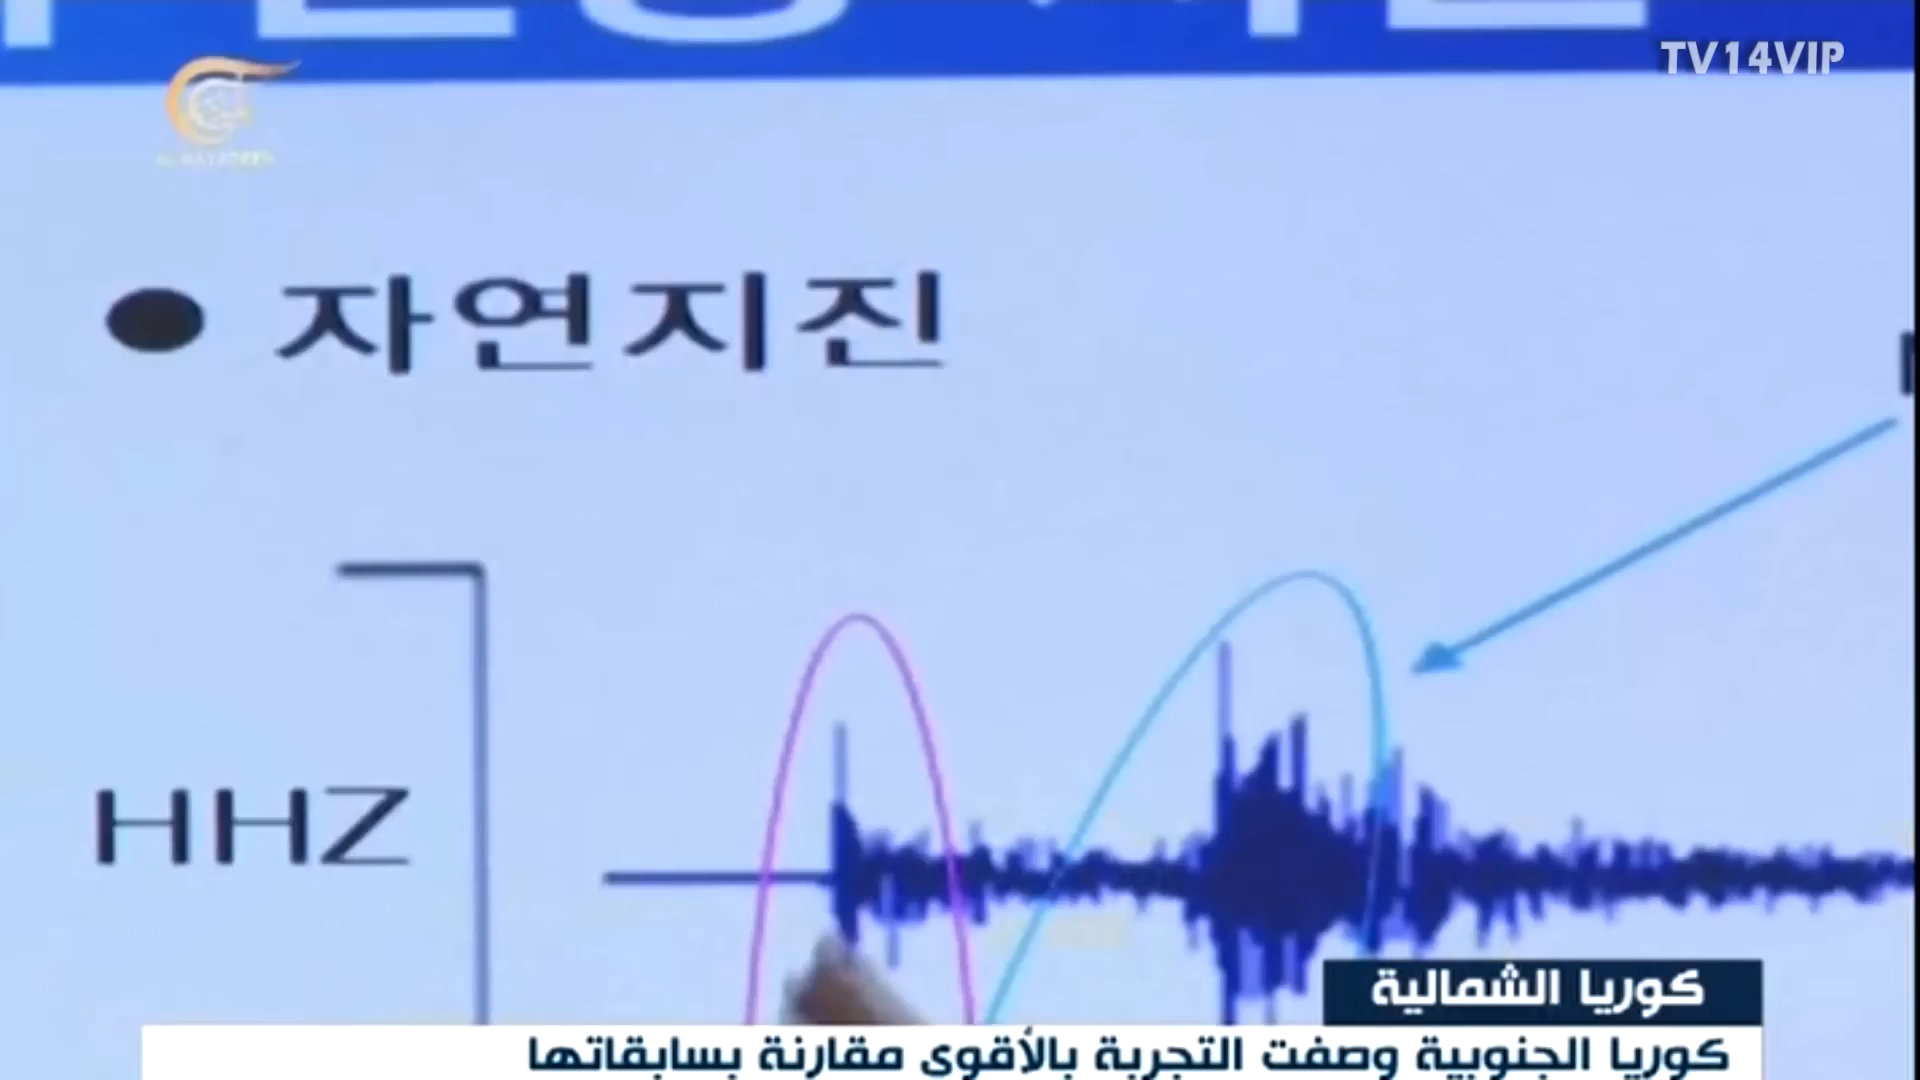 TV14VIP
자연지진
HHZ
كوريا الشمالية
كوريا الجنوبية وصفت التجربة بالأقوى مقارنة بسابقاتها